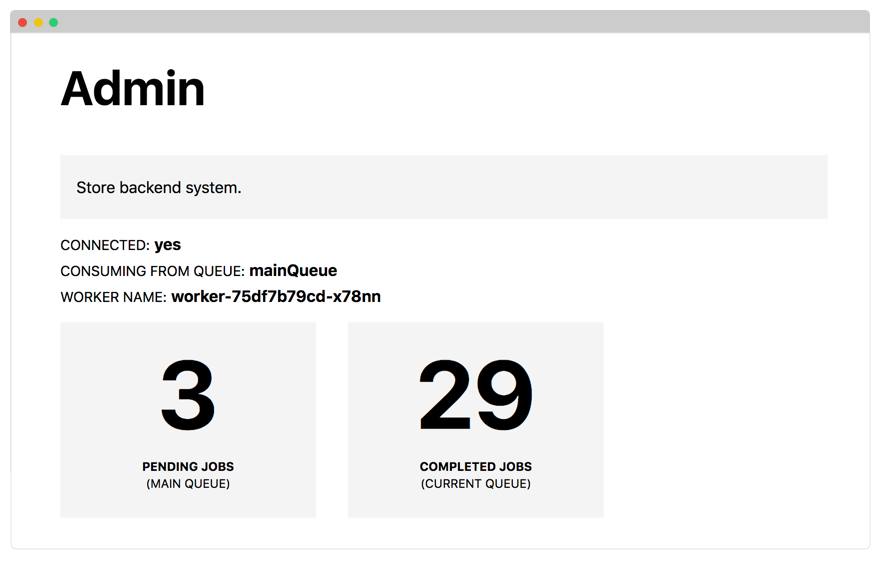 Admin
Store backend system.
CONNECTED: yes
CONSUMING FROM QUEUE: mainQueue
WORKER NAME: worker-75df7b79cd-x78nn
3
PENDING JOBS
(MAIN QUEUE)
29
COMPLETED JOBS
(CURRENT QUEUE)